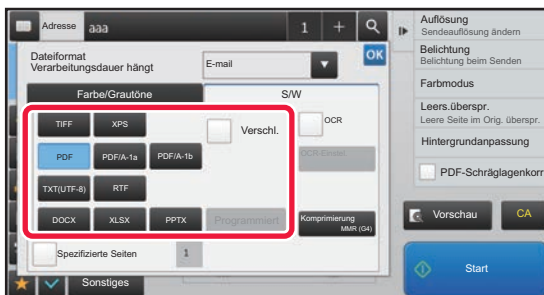 Adresse aaa 1 +
Dateiformat
Verarbeitungsdauer hängt
E-mail
OK
Farbe/Grautöne S/W
TIFF XPS Verschl. OCR
PDF PDF/A-1a PDF/A-1b OCR-Einstel
TXT(UTF-8) RTF
DOCX XLSX PPTX Programmiert Komprimierung
MMR (G4)
Spezifizierte Seiten 1
Sonstiges
Auflösung
Sendeauflösung ändern
Belichtung
Belichtung beim Senden
Farbmodus
Leers.überspr.
Leere Seite im Orig. überspr.
Hintergrundanpassung
PDF-Schräglagenkorr
Vorschau CA
Start